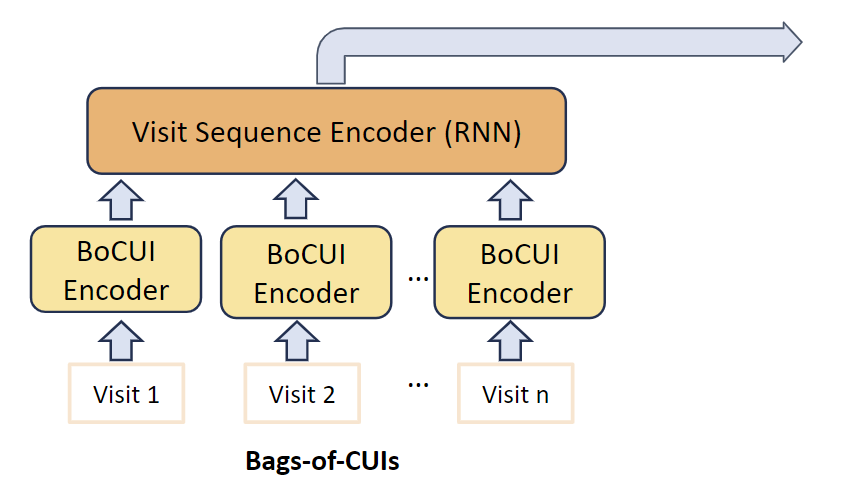 Visit Sequence Encoder (RNN)
BoCUI
Encoder
BoCUI
Encoder
...
BoCUI
Encoder
Visit 1
Visit 2
...
Visit n
Bags-of-CUIs